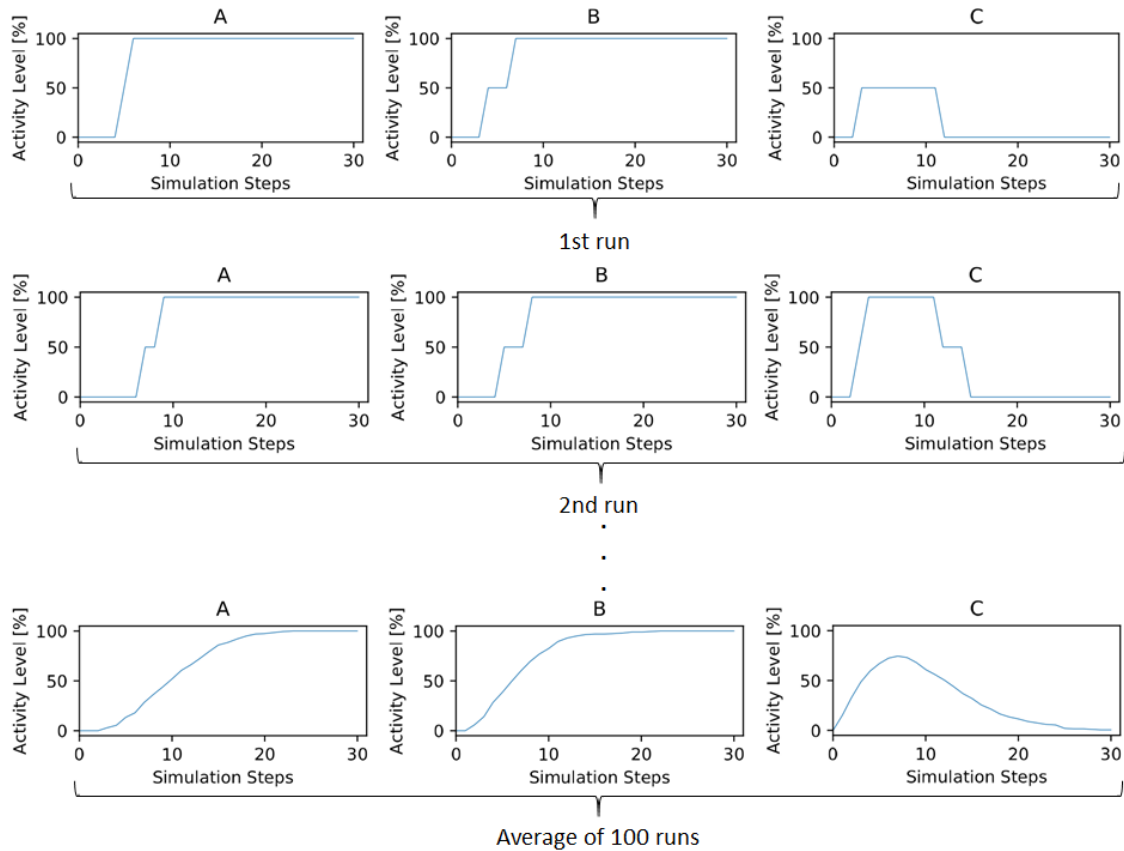 A B C
Activity Level [%] 100 50 0 Activity Level [%] 100 50 0 Activity Level [%] 100 50 0
0 10 20 30 0 10 20 30 0 10 20 30
Simulation Steps Simulation Steps Simulation Steps
1st run
A B C
Activity Level [%] 100 50 0 Activity Level [%] 100 50 0 Activity Level [%] 100 50 0
0 10 20 30 0 10 20 30 0 10 20 30
Simulation Steps Simulation Steps Simulation Steps
2nd run
.
.
.
A B C
Activity Level [%] 100 50 0 Activity Level [%] 100 50 0 Activity Level [%] 100 50 0
0 10 20 30 0 10 20 30 0 10 20 30
Simulation Steps Simulation Steps Simulation Steps
Average of 100 runs